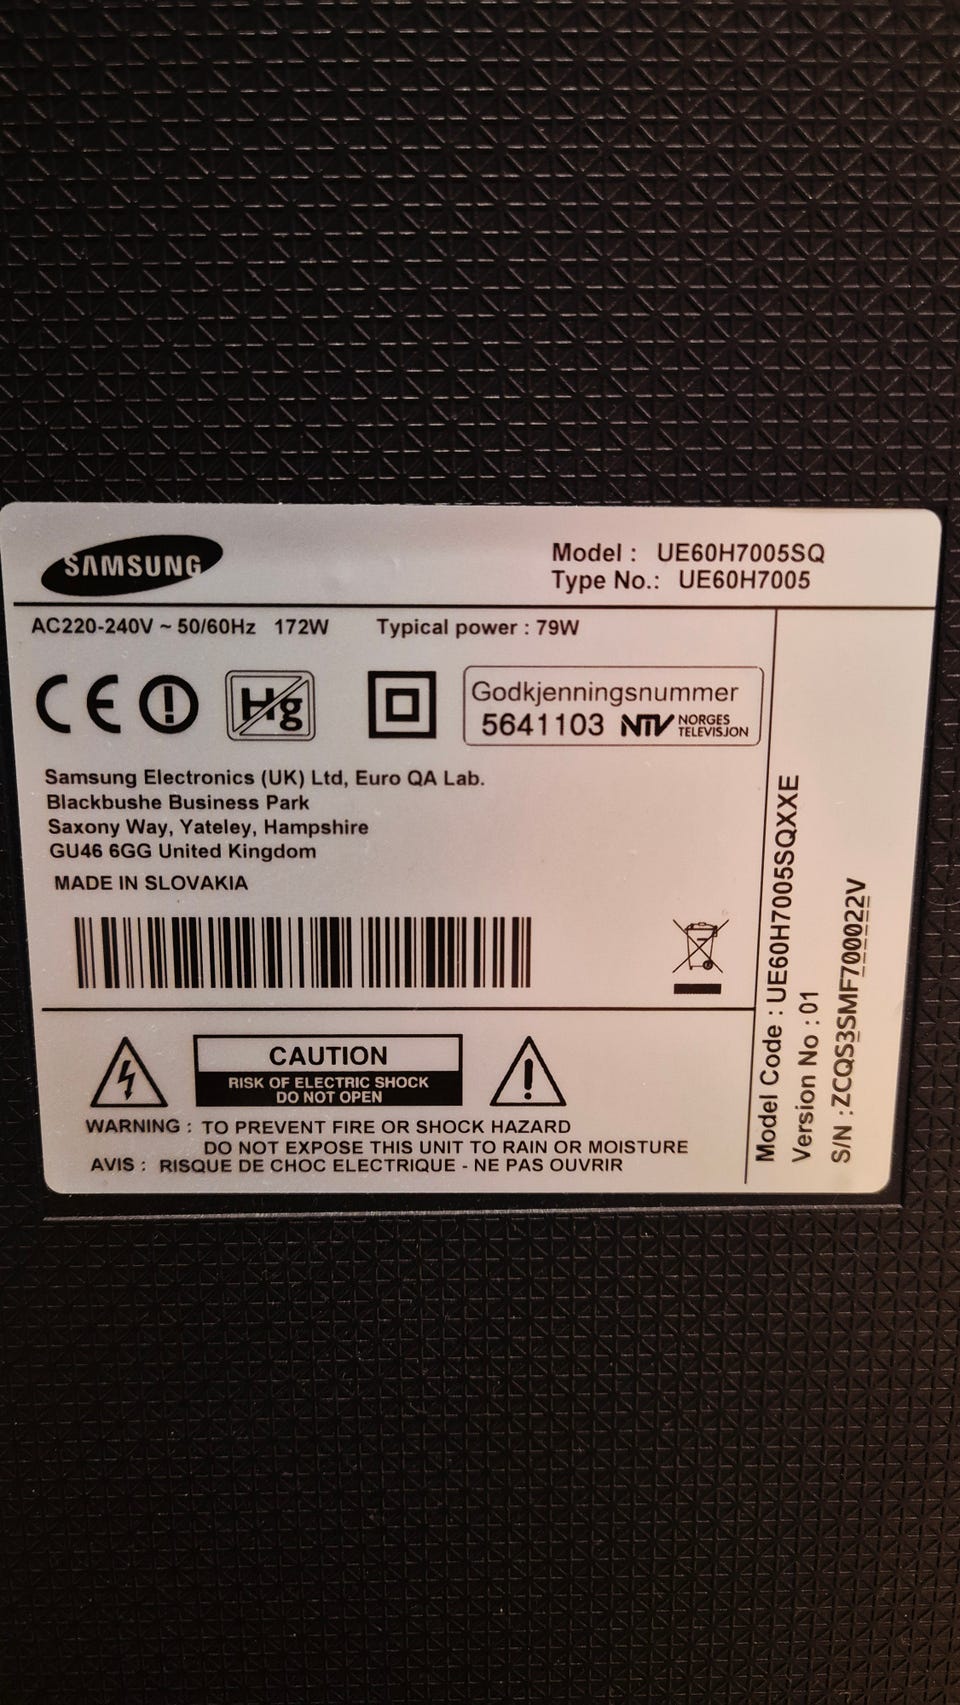 SAMSUNG
Model : UE60H7005SQ
Type No.: UE60H7005
AC220-240V ~ 50/60Hz 172W Typical power : 79W
CE Hg
Godkjenningsnummer
5641103 NTV NORGES TELEVISJON
Samsung Electronics (UK) Ltd, Euro QA Lab.
Blackbushe Business Park
Saxony Way, Yateley, Hampshire
GU46 6GG United Kingdom
MADE IN SLOVAKIA
CAUTION
RISK OF ELECTRIC SHOCK
DO NOT OPEN
WARNING : TO PREVENT FIRE OR SHOCK HAZARD
DO NOT EXPOSE THIS UNIT TO RAIN OR MOISTURE
AVIS : RISQUE DE CHOC ELECTRIQUE - NE PAS OUVRIR
Model Code : UE60H7005SQXXE
Version No : 01
S/N : ZCQS3SMF700022V